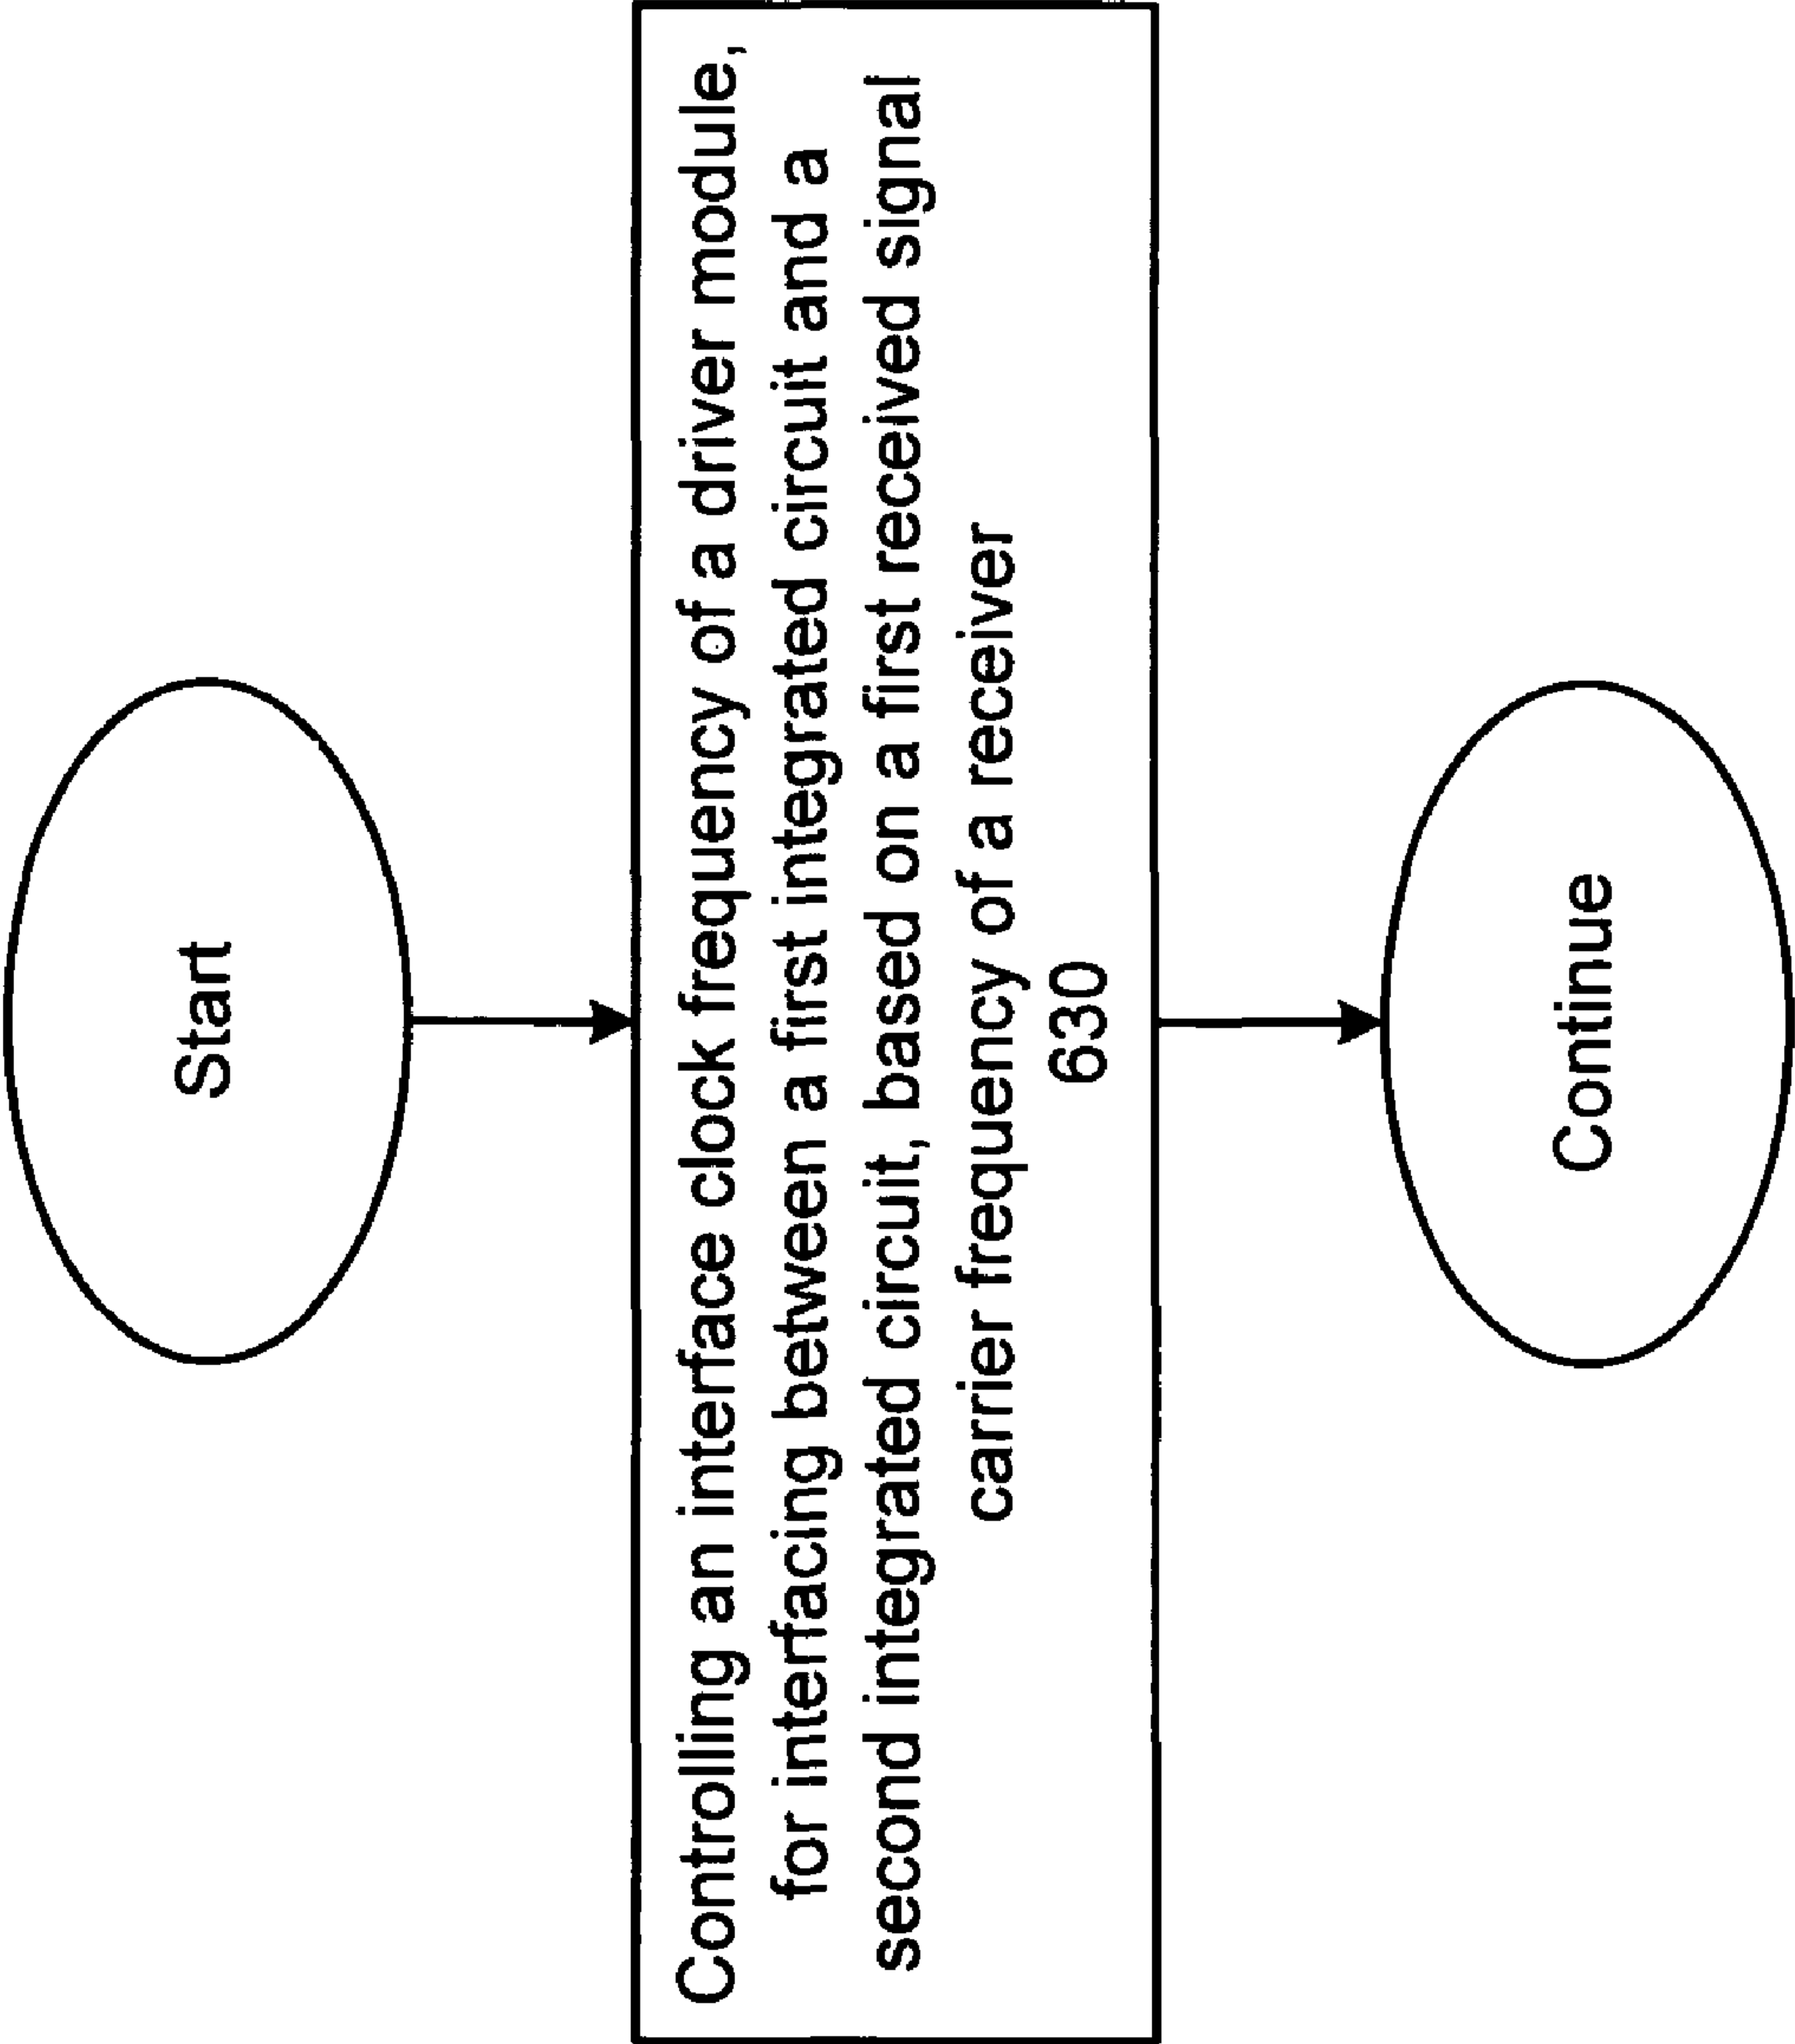 Start
Controlling an interface clock frequency of a driver module,
for interfacing between a first integrated circuit and a
second integrated circuit, based on a first received signal
carrier frequency of a receiver
630
Continue